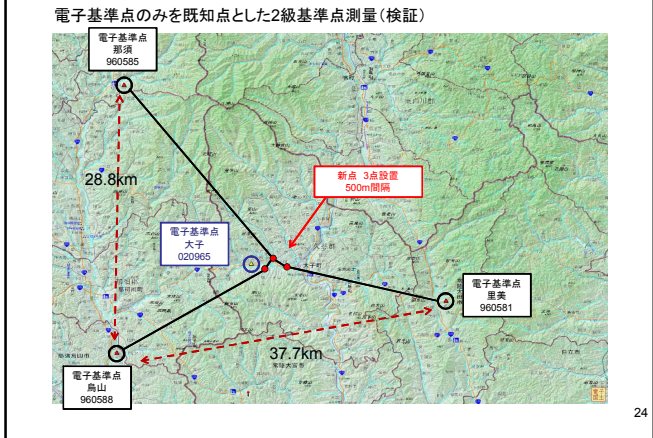 電子基準点のみを既知点とした2級基準点測量（検証）
電子基準点
那須
960585
28.8km
新点 3点設置
500m間隔
電子基準点
大子
020965
大子町
電子基準点
里美
960581
37.7km
電子基準点
烏山
960588
24